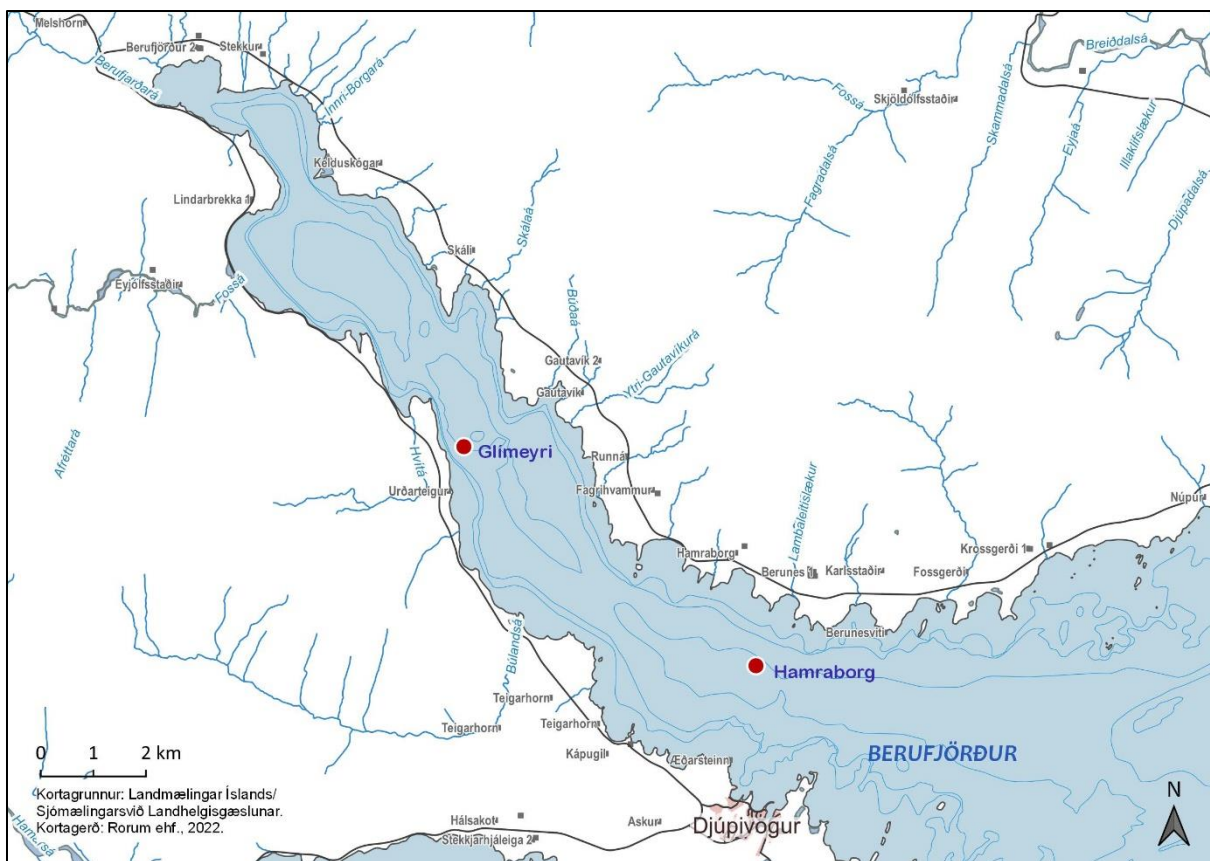 Melshorn
Berufjörður 2
Stekkur
Berufjarðará
Innri-Borgará
Kelduskógar
Lindarbrekka 1
Skáli
Skálaá
Eyjólfsstaðir
Fossá
Búðaá
Gautavík 2
Gautavík
Ytri-Gautavíkurá
Afréttará
Hvítá
Glímeyri
Urðarteigur
Runná
Fagrihvammur
Breiðdalsá
Fossá
Skjöldólfsstaðir
Skammadalsá
Eyjaá
Illaklifslækur
Fagradalsá
Djúpadalsá
Núpur
Lambaleitislækur
Hamraborg
Berunes
Karlsstaðir
Fossgerði
Krossgerði 1
Berunesviti
Hamraborg
Búlandsá
Teigarhorn
Teigarhorn
Teigarhorn
Kápugil
Æðarsteinn
BERUFJÖRÐUR
Djúpivogur
Askur
Hálsakot
Stekkjarhjáleiga 2
0 1 2 km
Kortagrunnur: Landmælingar Íslands/
Sjómælingarsvið Landhelgisgæslunar.
Kortagerð: Rorum ehf., 2022.
N